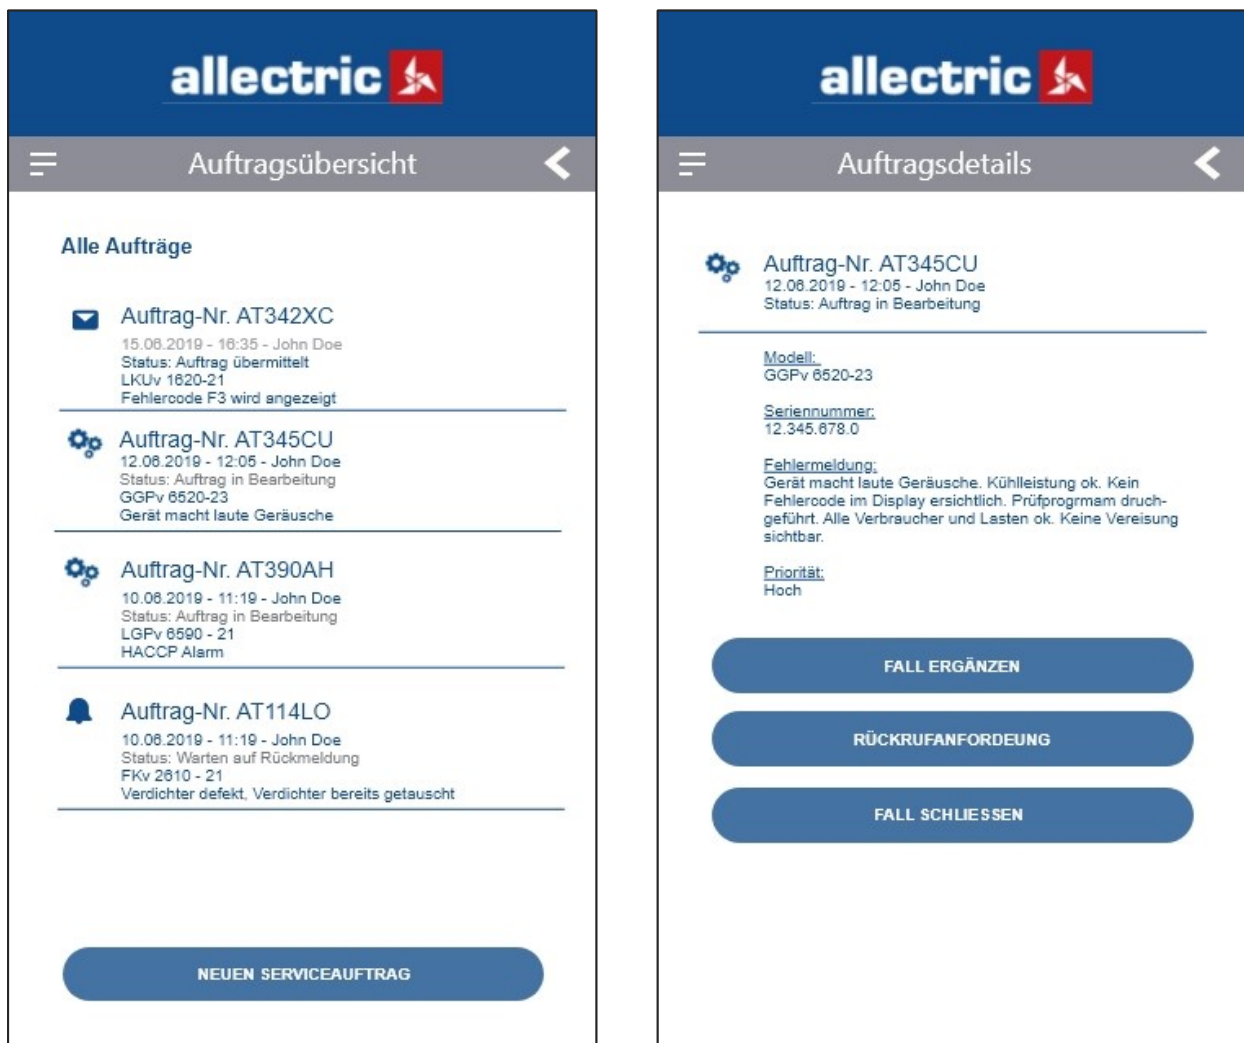 allectric
Auftragsübersicht
Alle Aufträge
Auftrag-Nr. AT342XC
15.06.2019 - 16:35 - John Doe
Status: Auftrag übermittelt
LKUv 1620-21
Fehlercode F3 wird angezeigt
Auftrag-Nr. AT345CU
12.06.2019 - 12:05 - John Doe
Status: Auftrag in Bearbeitung
GGPv 6520-23
Gerät macht laute Geräusche
Auftrag-Nr. AT390AH
10.06.2019 - 11:19 - John Doe
Status: Auftrag in Bearbeitung
LGPv 6590 - 21
HACCP Alarm
Auftrag-Nr. AT114LO
10.06.2019 - 11:19 - John Doe
Status: Warten auf Rückmeldung
FKv 2610 - 21
Verdichter defekt, Verdichter bereits getauscht
NEUEN SERVICEAUFTRAG
allectric
Auftragsdetails
Auftrag-Nr. AT345CU
12.06.2019 - 12:05 - John Doe
Status: Auftrag in Bearbeitung
Modell:
GGPv 6520-23
Seriennummer:
12.345.678.0
Fehlermeldung:
Gerät macht laute Geräusche. Kühlleistung ok. Kein
Fehlercode im Display ersichtlich. Prüfprogrmam druch-
geführt. Alle Verbraucher und Lasten ok. Keine Vereisung
sichtbar.
Priorität:
Hoch
FALL ERGÄNZEN
RÜCKRUFANFORDEUNG
FALL SCHLIESSEN